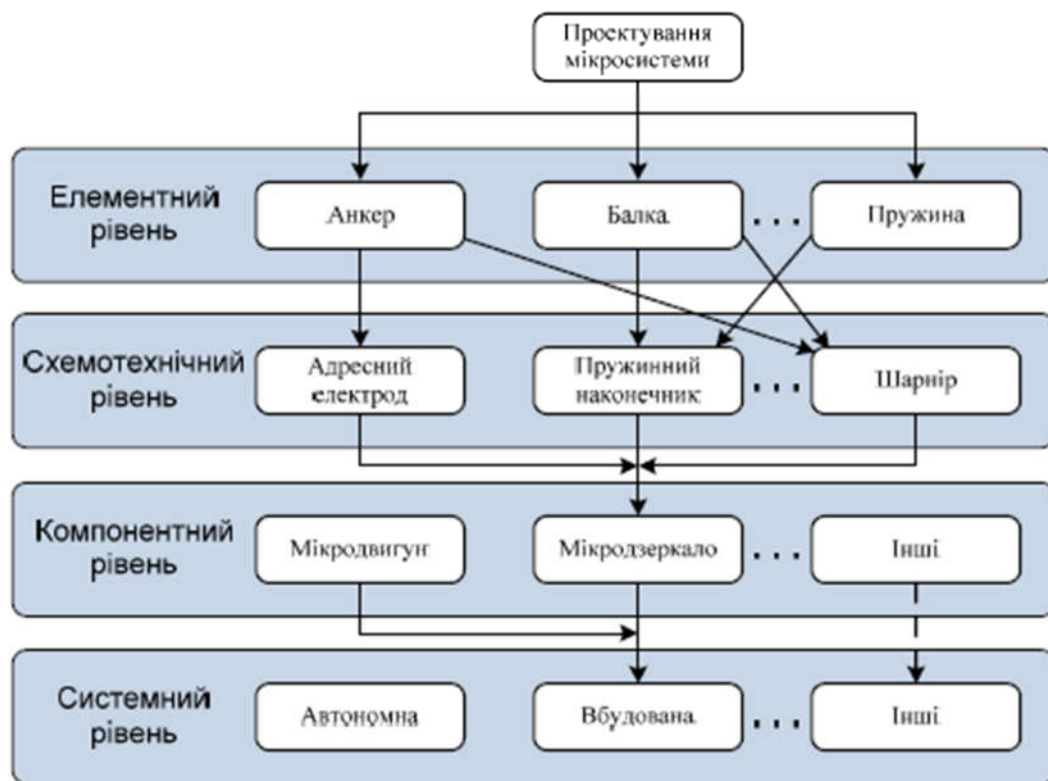 Проектування
мікросистеми
Елементний
рівень
Анкер
Балка
. . .
Пружина
Схемотехнічний
рівень
Адресний
електрод
Пружинний
наконечник
. . .
Шарнір
Компонентний
рівень
Мікродвигун
Мікродзеркало
. . .
Інші
Системний
рівень
Автономна
Вбудована
. . .
Інші